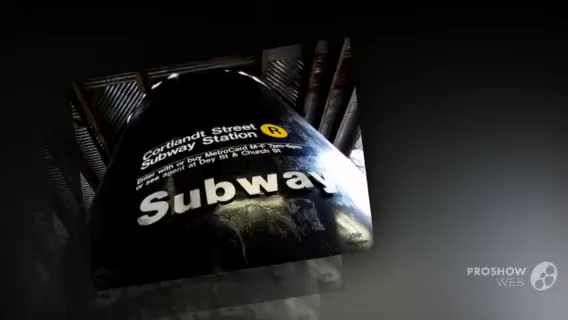 Cortlandt Street
Subway Station R
Enter with or buy MetroCard M-F 7am-6pm
or see agent at Dey St & Church St
Subway
PROSHOW
WEB